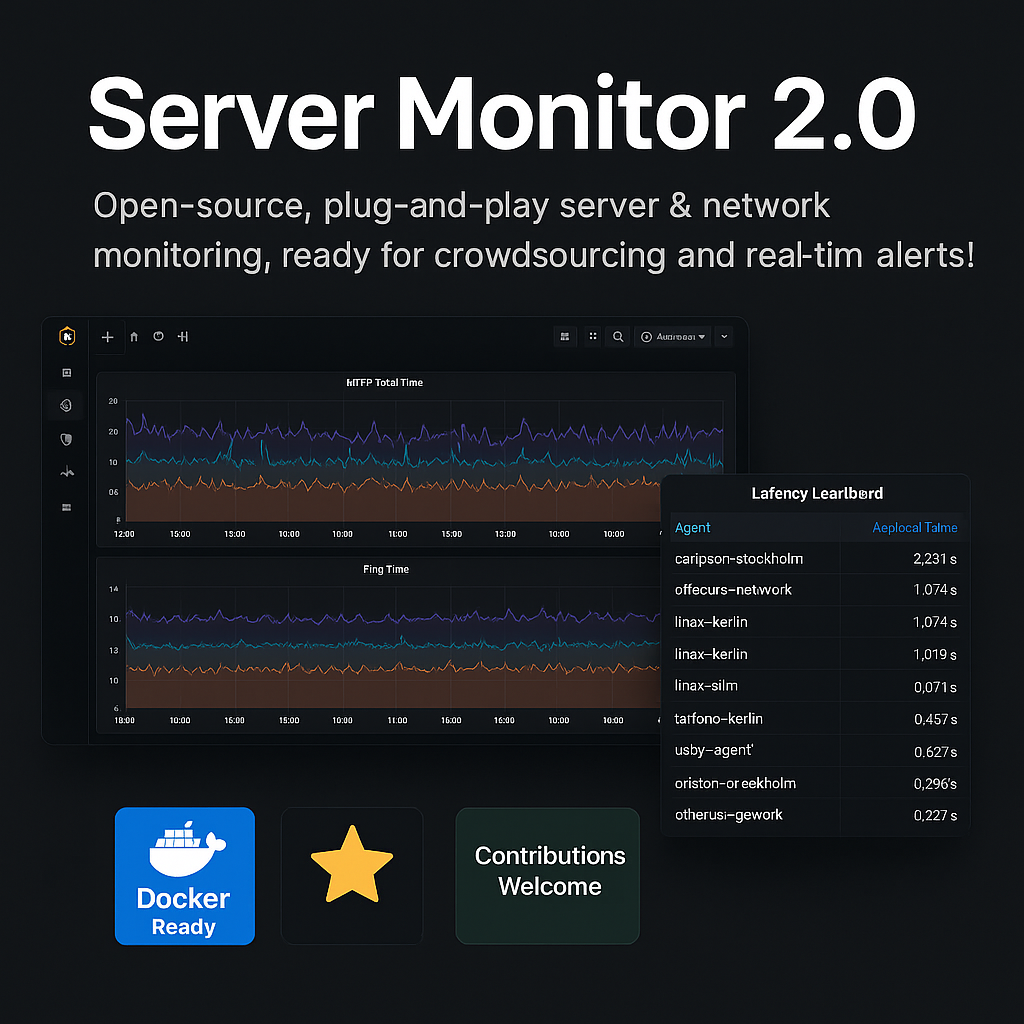 Server Monitor 2.0
Open-source, plug-and-play server & network
monitoring, ready for crowdsourcing and real-tim alerts!
MTFP Total Time
20
20
10
06
12:00 15:00 13:00 10:00 10:00 11:00 15:00 13:00 10:00 10:00
Fing Time
14
10
13
10
6
18:00 10:00 16:00 15:00 10:00 11:00 16:00 16:00 10:00 10:00
Lafency Learlbord
Agent Aeplocal Talme
caripson-stockholm 2,231 s
offecurs-network 1.074 s
linax-kerlin 1,074 s
linax-kerlin 1,019 s
linax-silm 0,071 s
tarfono-kerlin 0.457 s
usby-agent' 0.627 s
oriston-or eekholm 0,296's
otherusi-gework 0,227 s
Docker
Ready
Contributions
Welcome